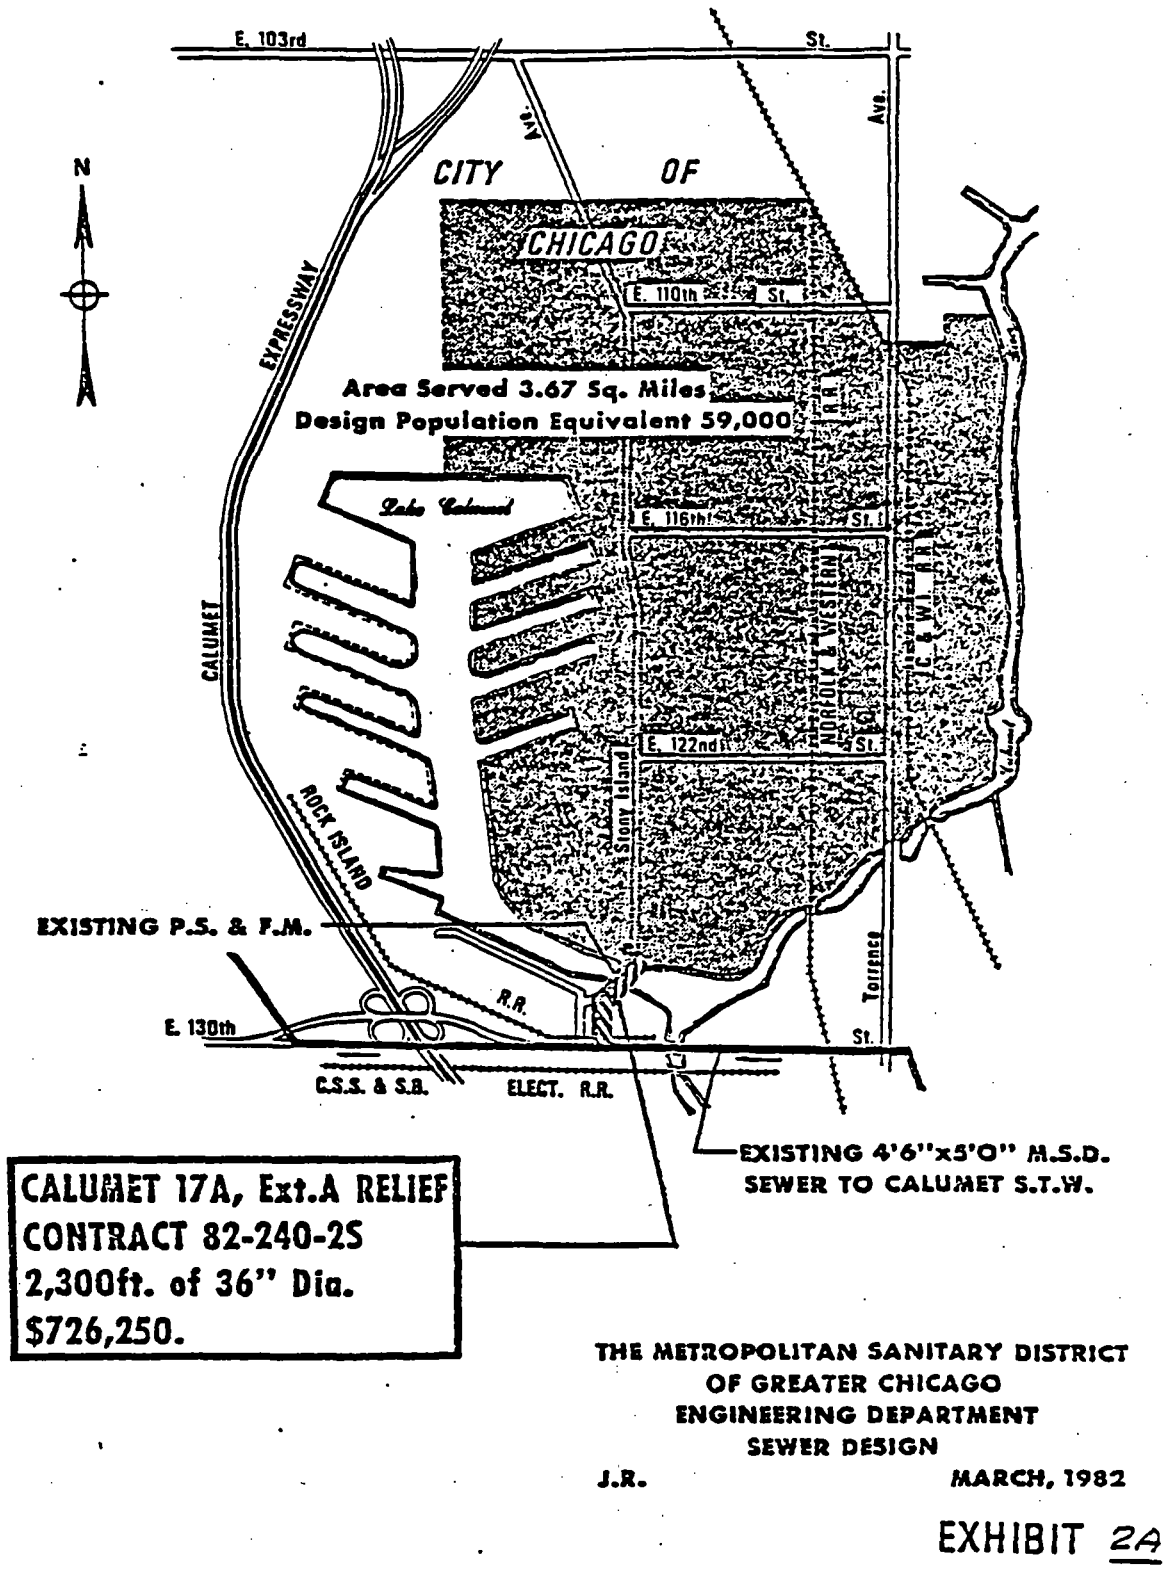 E. 103rd St.
Ave.
Ave.
N
CITY OF
CHICAGO
EXPRESSWAY
E. 110th St.
R R
Area Served 3.67 Sq. Miles
Design Population Equivalent 59,000
Lake Calumet
E. 116th St.
CALUMET
NORFOLK & WESTERN
C & W.I. R R
E. 122nd St.
Stony Island
ROCK ISLAND
EXISTING P.S. & F.M.
Torrence
R.R.
E. 130th St.
C.S.S. & S.B. ELECT. R.R.
EXISTING 4'6"x5'0" M.S.D.
SEWER TO CALUMET S.T.W.
CALUMET 17A, Ext.A RELIEF
CONTRACT 82-240-2S
2,300ft. of 36" Dia.
$726,250.
THE METROPOLITAN SANITARY DISTRICT
OF GREATER CHICAGO
ENGINEERING DEPARTMENT
SEWER DESIGN
J.R. MARCH, 1982
EXHIBIT 2A